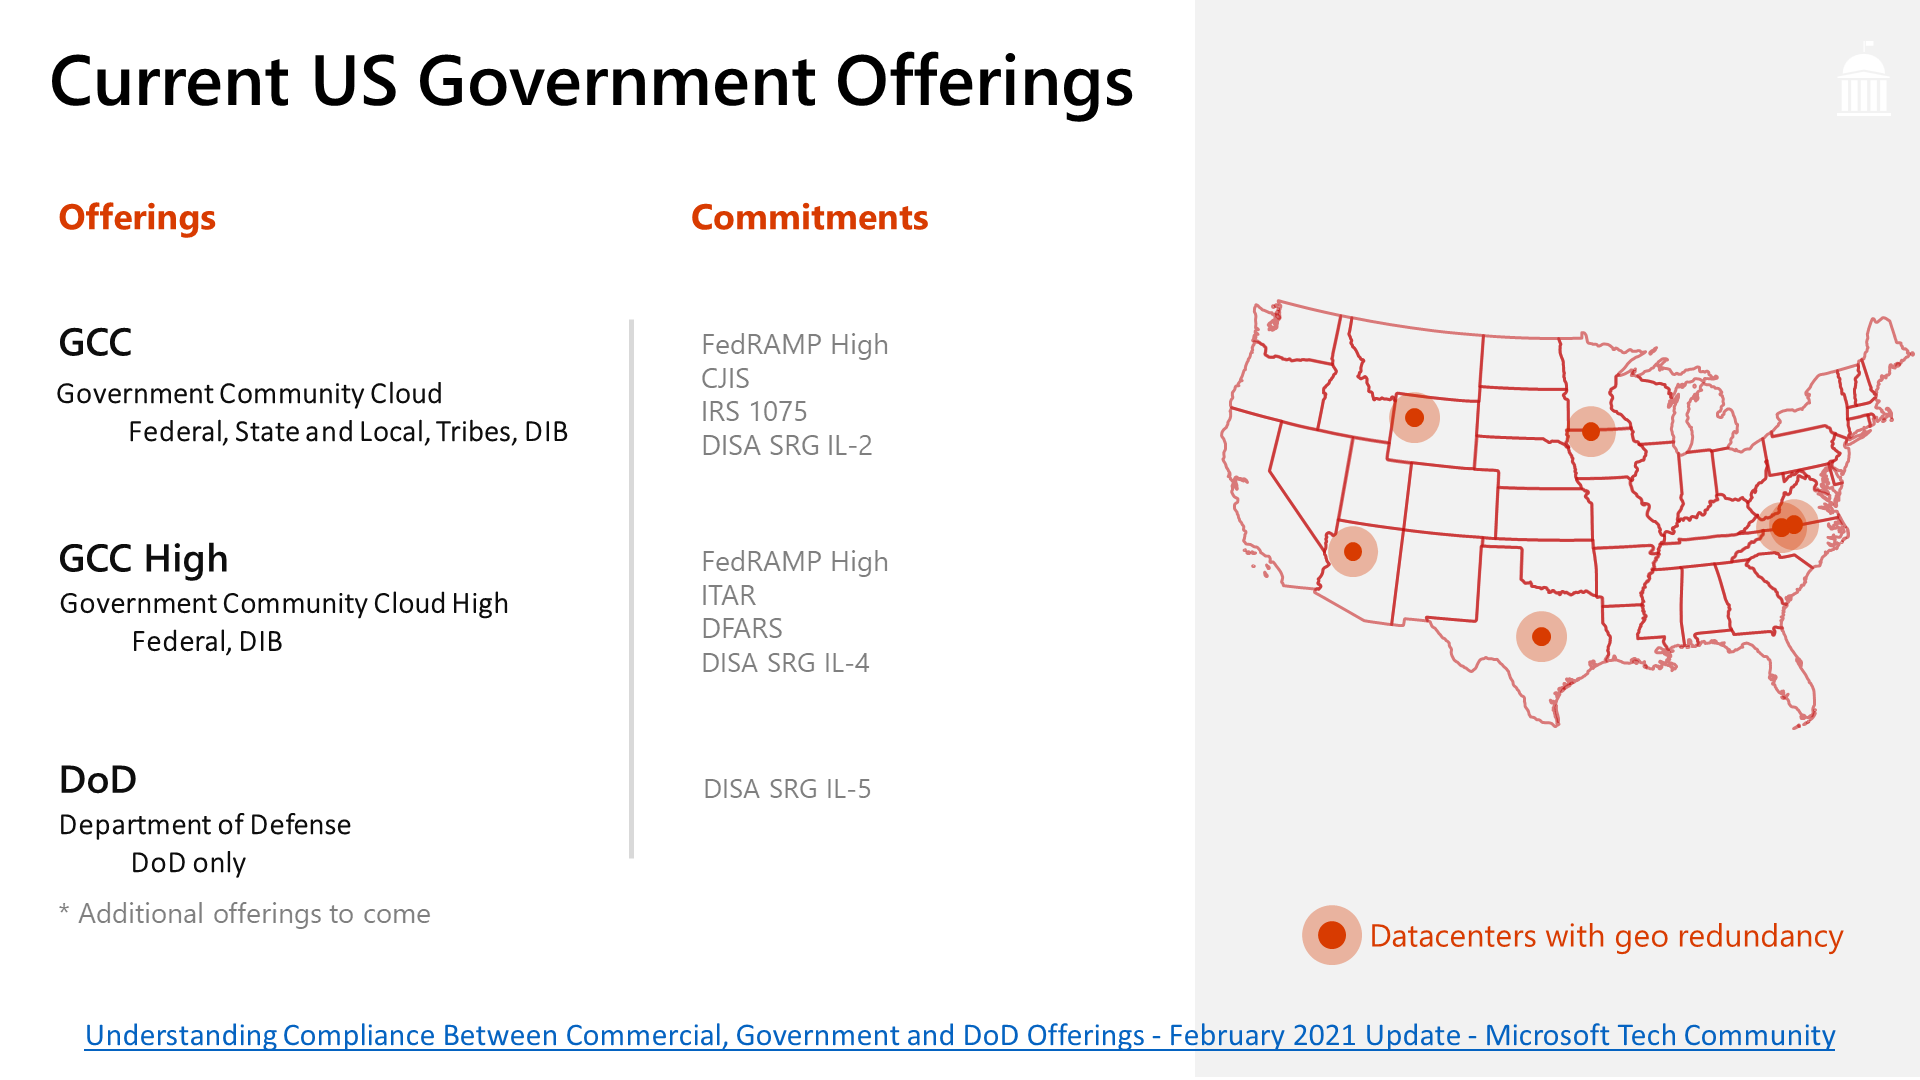 Current US Government Offerings
Offerings
Commitments
GCC
Government Community Cloud
Federal, State and Local, Tribes, DIB
FedRAMP High
CJIS
IRS 1075
DISA SRG IL-2
GCC High
Government Community Cloud High
Federal, DIB
FedRAMP High
ITAR
DFARS
DISA SRG IL-4
DoD
Department of Defense
DoD only
DISA SRG IL-5
* Additional offerings to come
Datacenters with geo redundancy
Understanding Compliance Between Commercial, Government and DoD Offerings - February 2021 Update - Microsoft Tech Community